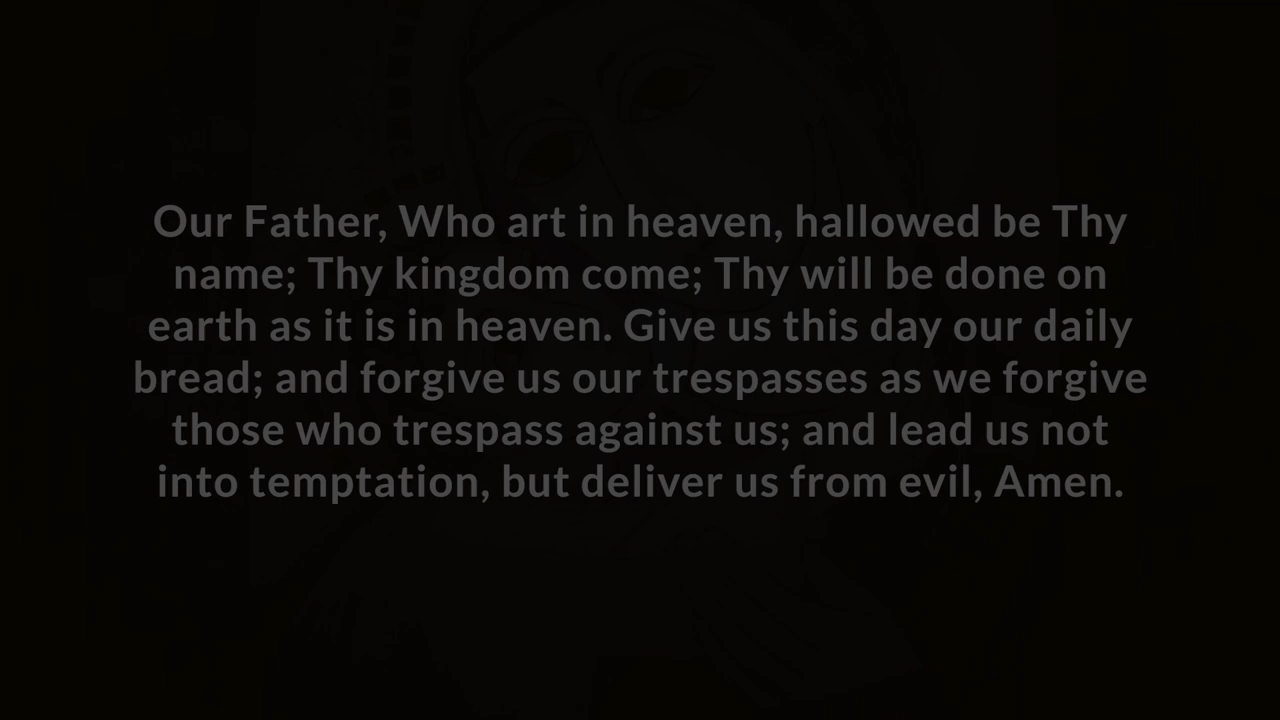 Our Father, Who art in heaven, hallowed be Thy
name; Thy kingdom come; Thy will be done on
earth as it is in heaven. Give us this day our daily
bread; and forgive us our trespasses as we forgive
those who trespass against us; and lead us not
into temptation, but deliver us from evil, Amen.